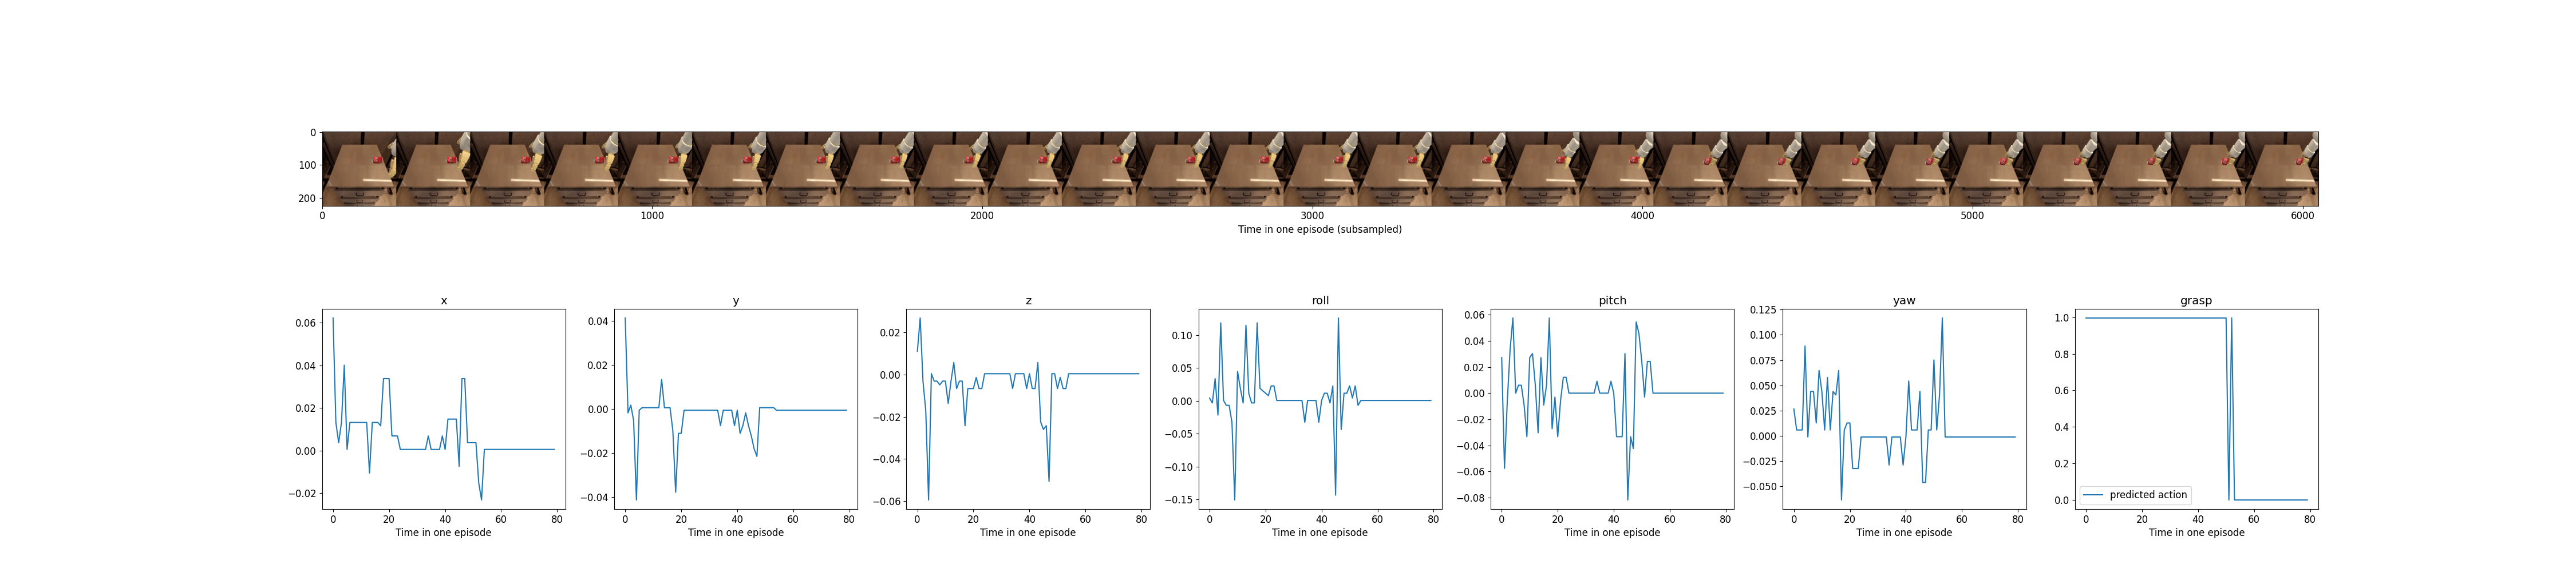 0
100
200
0 1000 2000 3000 4000 5000 6000
Time in one episode (subsampled)
x
0.06
0.04
0.02
0.00
−0.02
0 20 40 60 80
Time in one episode
y
0.04
0.02
0.00
−0.02
−0.04
0 20 40 60 80
Time in one episode
z
0.02
0.00
−0.02
−0.04
−0.06
0 20 40 60 80
Time in one episode
roll
0.10
0.05
0.00
−0.05
−0.10
−0.15
0 20 40 60 80
Time in one episode
pitch
0.06
0.04
0.02
0.00
−0.02
−0.04
−0.06
−0.08
0 20 40 60 80
Time in one episode
yaw
0.125
0.100
0.075
0.050
0.025
0.000
−0.025
−0.050
0 20 40 60 80
Time in one episode
grasp
1.0
0.8
0.6
0.4
0.2
0.0
predicted action
0 20 40 60 80
Time in one episode